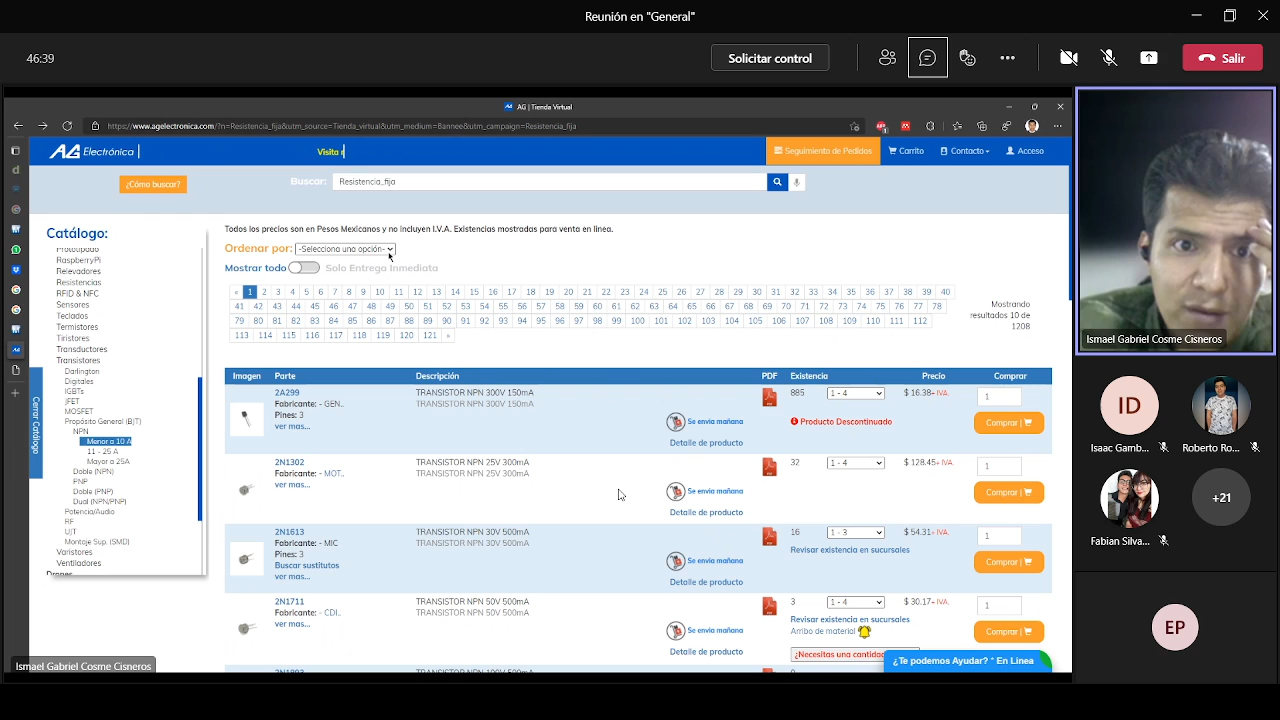 Reunión en "General"
46:39
Solicitar control
Salir
AG | Tienda Virtual
https://www.agelectronica.com/?n=Resistencia_fija&utm_source=Tienda_virtual&utm_medium=Bannee&utm_campaign=Resistencia_fija
AG Electrónica
Visita
Seguimiento de Pedidos
Carrito
Contacto
Acceso
¿Cómo buscar?
Buscar:
Resistencia_fija
Catálogo:
Prototipado
RaspberryPi
Relevadores
Resistencias
RFID & NFC
Sensores
Teclados
Termistores
Tiristores
Transductores
Transistores
Darlington
Digitales
IGBTs
JFET
MOSFET
Propósito General (BJT)
NPN
Menor a 10 A
11 - 25 A
Mayor a 25A
Doble (NPN)
PNP
Doble (PNP)
Dual (NPN/PNP)
Potencia/Audio
RF
UJT
Montaje Sup. (SMD)
Varistores
Ventiladores
Drones
Cerrar Catálogo
Todos los precios son en Pesos Mexicanos y no incluyen I.V.A. Existencias mostradas para venta en linea.
Ordenar por: -Selecciona una opción-
Mostrar todo Solo Entrega Inmediata
« 1 2 3 4 5 6 7 8 9 10 11 12 13 14 15 16 17 18 19 20 21 22 23 24 25 26 27 28 29 30 31 32 33 34 35 36 37 38 39 40
41 42 43 44 45 46 47 48 49 50 51 52 53 54 55 56 57 58 59 60 61 62 63 64 65 66 67 68 69 70 71 72 73 74 75 76 77 78
79 80 81 82 83 84 85 86 87 88 89 90 91 92 93 94 95 96 97 98 99 100 101 102 103 104 105 106 107 108 109 110 111 112
113 114 115 116 117 118 119 120 121 »
Mostrando
resultados 10 de
1208
Imagen Parte Descripción PDF Existencia Precio Comprar
2A299 TRANSISTOR NPN 300V 150mA 885 1 - 4 $ 16.38+ IVA. 1
Fabricante: - GEN.. TRANSISTOR NPN 300V 150mA
Pines: 3
Se envia mañana Producto Descontinuado Comprar |
ver mas...
Detalle de producto
2N1302 TRANSISTOR NPN 25V 300mA 32 1 - 4 $ 128.45+ IVA. 1
Fabricante: - MOT.. TRANSISTOR NPN 25V 300mA
ver mas... Se envia mañana Comprar |
Detalle de producto
2N1613 TRANSISTOR NPN 30V 500mA 16 1 - 3 $ 54.31+ IVA. 1
Fabricante: - MIC TRANSISTOR NPN 30V 500mA
Pines: 3 Revisar existencia en sucursales
Buscar sustitutos Se envia mañana Comprar |
ver mas...
Detalle de producto
2N1711 TRANSISTOR NPN 50V 500mA 3 1 - 4 $ 30.17+ IVA. 1
Fabricante: - CDI.. TRANSISTOR NPN 50V 500mA
ver mas... Revisar existencia en sucursales
Se envia mañana Arribo de material Comprar |
Detalle de producto ¿Necesitas una cantidad
2N1893 TRANSISTOR NPN 100V 500mA
¿Te podemos Ayudar? * En Linea
Ismael Gabriel Cosme Cisneros
Ismael Gabriel Cosme Cisneros
ID
Isaac Gamb...
Roberto Ro...
Fabian Silva...
+21
EP